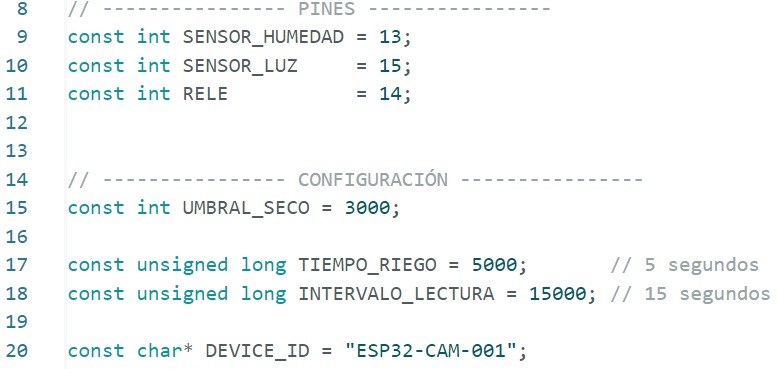 8 // ---------------- PINES ----------------
9 const int SENSOR_HUMEDAD = 13;
10 const int SENSOR_LUZ     = 15;
11 const int RELE           = 14;
12
13
14 // ---------------- CONFIGURACIÓN ----------------
15 const int UMBRAL_SECO = 3000;
16
17 const unsigned long TIEMPO_RIEGO = 5000;       // 5 segundos
18 const unsigned long INTERVALO_LECTURA = 15000; // 15 segundos
19
20 const char* DEVICE_ID = "ESP32-CAM-001";